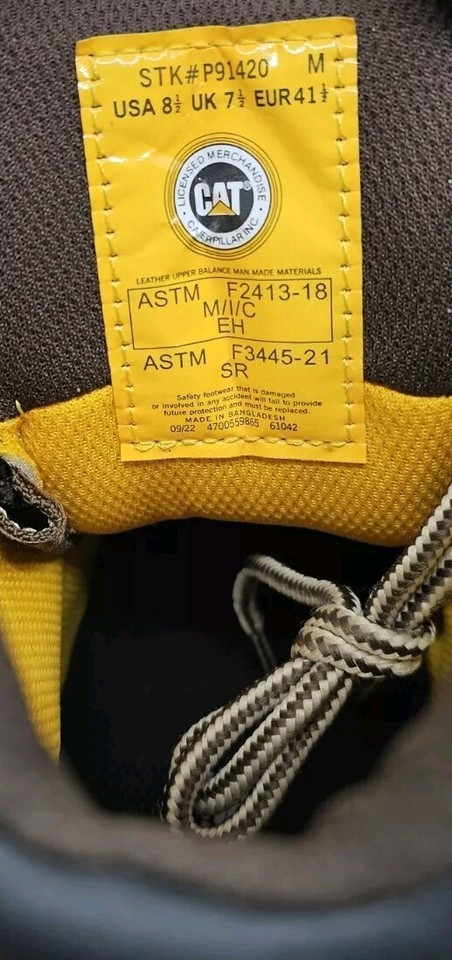 STK#P91420 M
USA 8½ UK 7½ EUR 41½
LICENSED MERCHANDISE
CAT®
CATERPILLAR INC.
LEATHER UPPER BALANCE MAN MADE MATERIALS
ASTM F2413-18
M/I/C
EH
ASTM F3445-21
SR
Safety footwear that is damaged
or involved in any accident will fail to provide
future protection and must be replaced.
MADE IN BANGLADESH
09/22 4700559865 61042